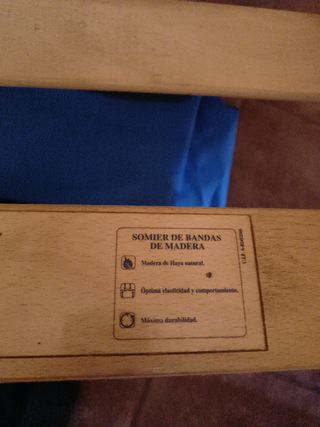 SOMIER DE BANDAS
DE MADERA
Madera de Haya natural.
Óptima elasticidad y comportamiento.
Máxima durabilidad.